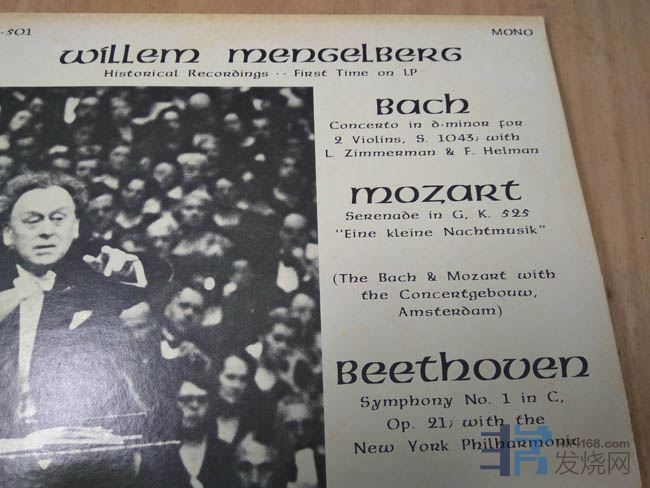 -501
MONO
Willem Mengelberg
Historical Recordings · · First Time on LP
Bach
Concerto in d-minor for
2 Violins, S. 1043; with
L. Zimmerman & F. Helman
Mozart
Serenade in G, K. 525
"Eine kleine Nachtmusik"
(The Bach & Mozart with
the Concertgebouw,
Amsterdam)
Beethoven
Symphony No. 1 in C,
Op. 21; with the
New York Philharmonic
发烧网